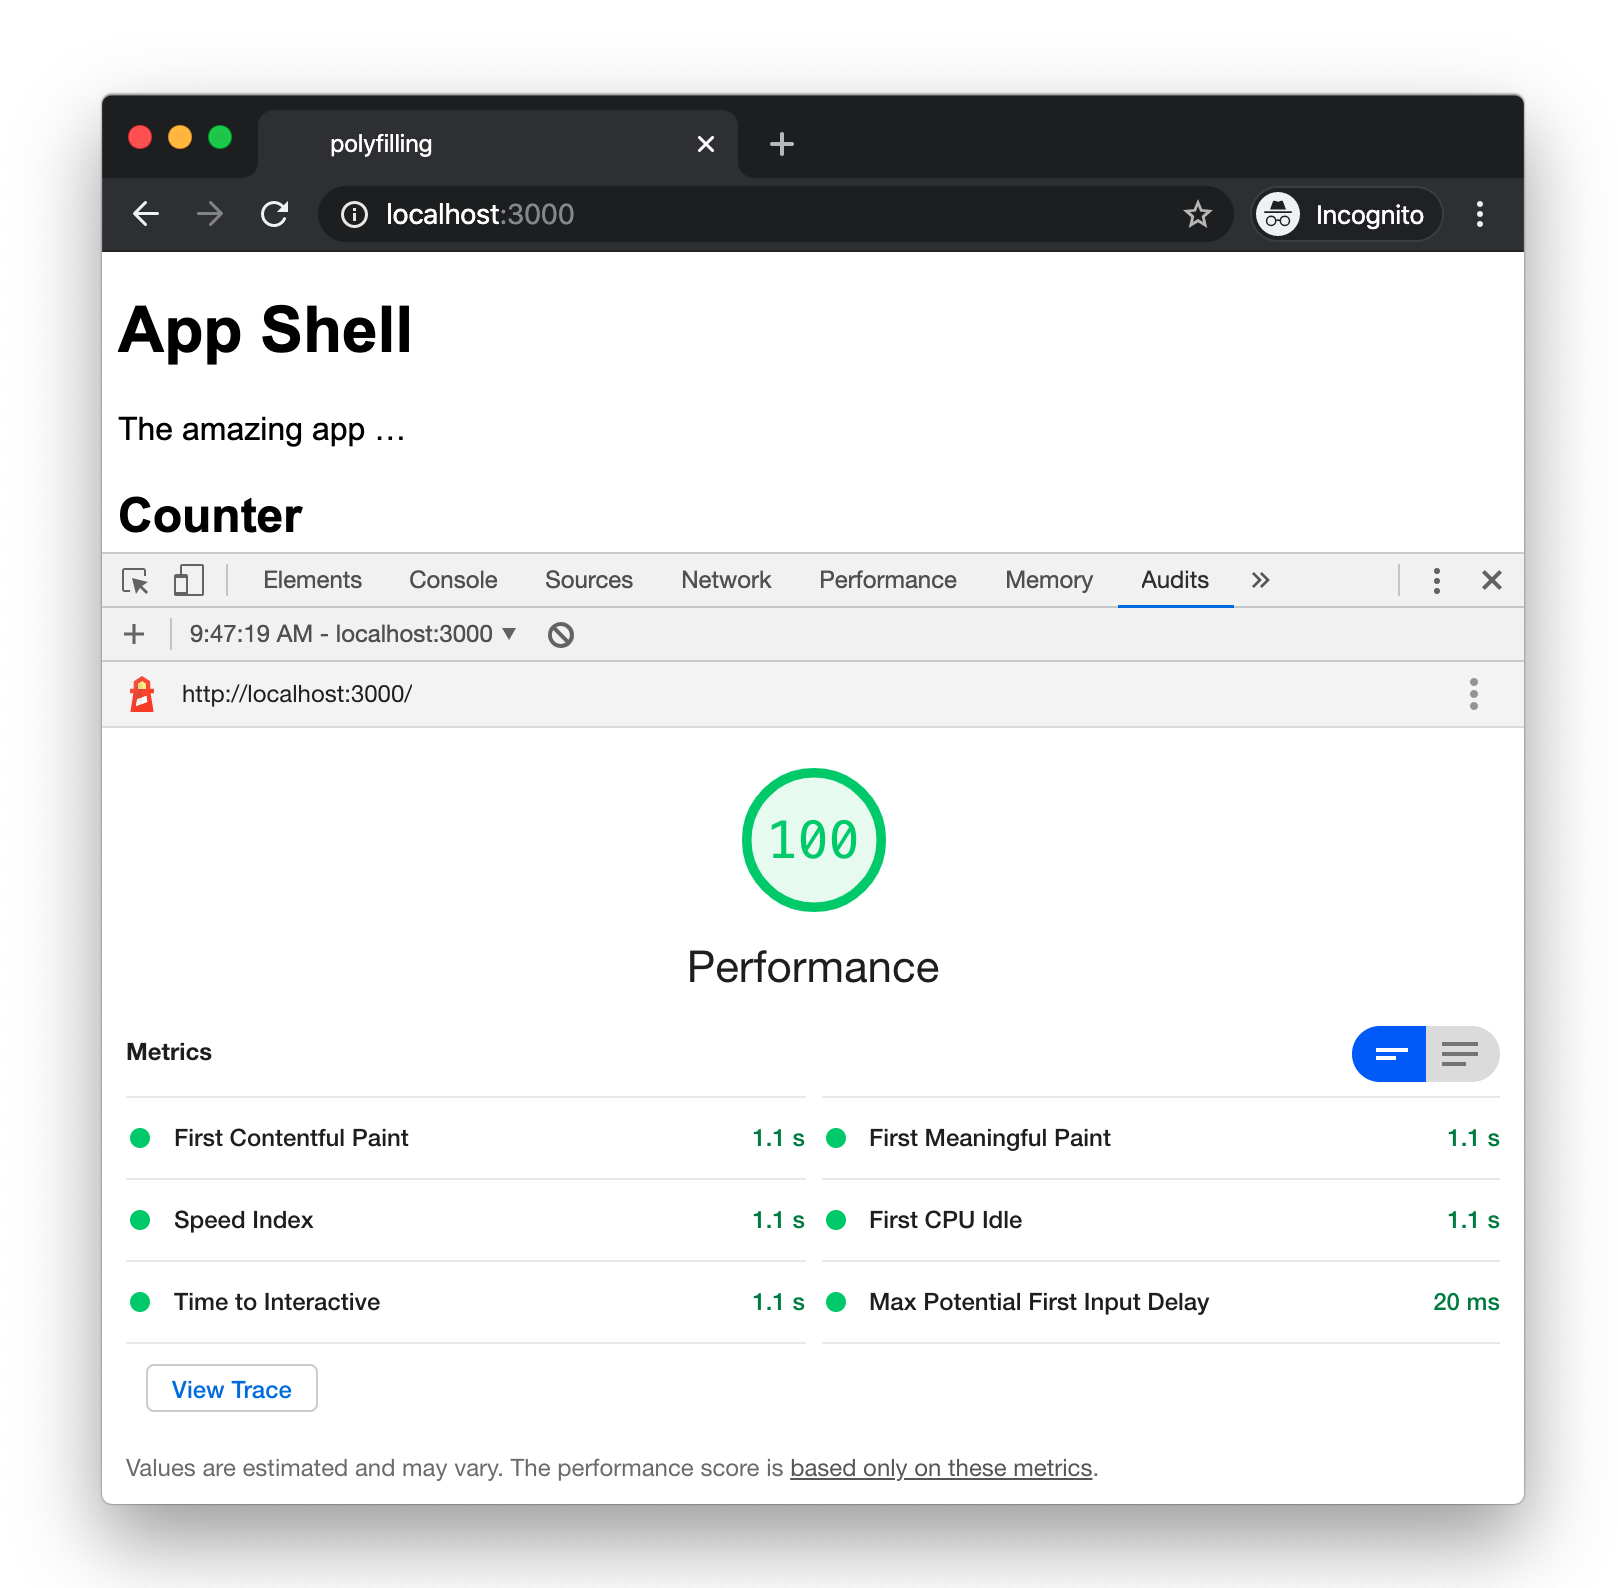 polyfilling
localhost:3000
Incognito
App Shell
The amazing app …
Counter
Elements Console Sources Network Performance Memory Audits
9:47:19 AM - localhost:3000
http://localhost:3000/
100
Performance
Metrics
First Contentful Paint 1.1 s First Meaningful Paint 1.1 s
Speed Index 1.1 s First CPU Idle 1.1 s
Time to Interactive 1.1 s Max Potential First Input Delay 20 ms
View Trace
Values are estimated and may vary. The performance score is based only on these metrics.